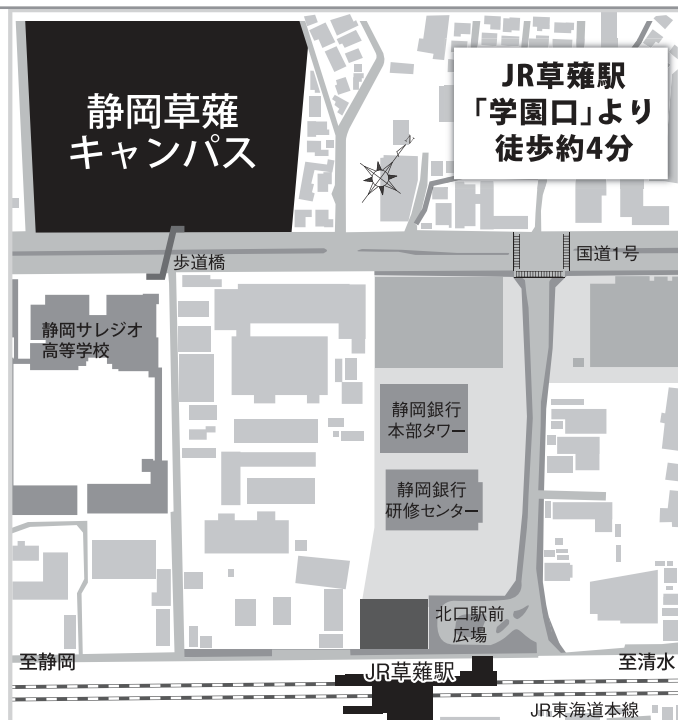 静岡草薙
キャンパス
JR草薙駅
「学園口」より
徒歩約4分
N
歩道橋
国道1号
静岡サレジオ
高等学校
静岡銀行
本部タワー
静岡銀行
研修センター
北口駅前
広場
至静岡
JR草薙駅
至清水
JR東海道本線